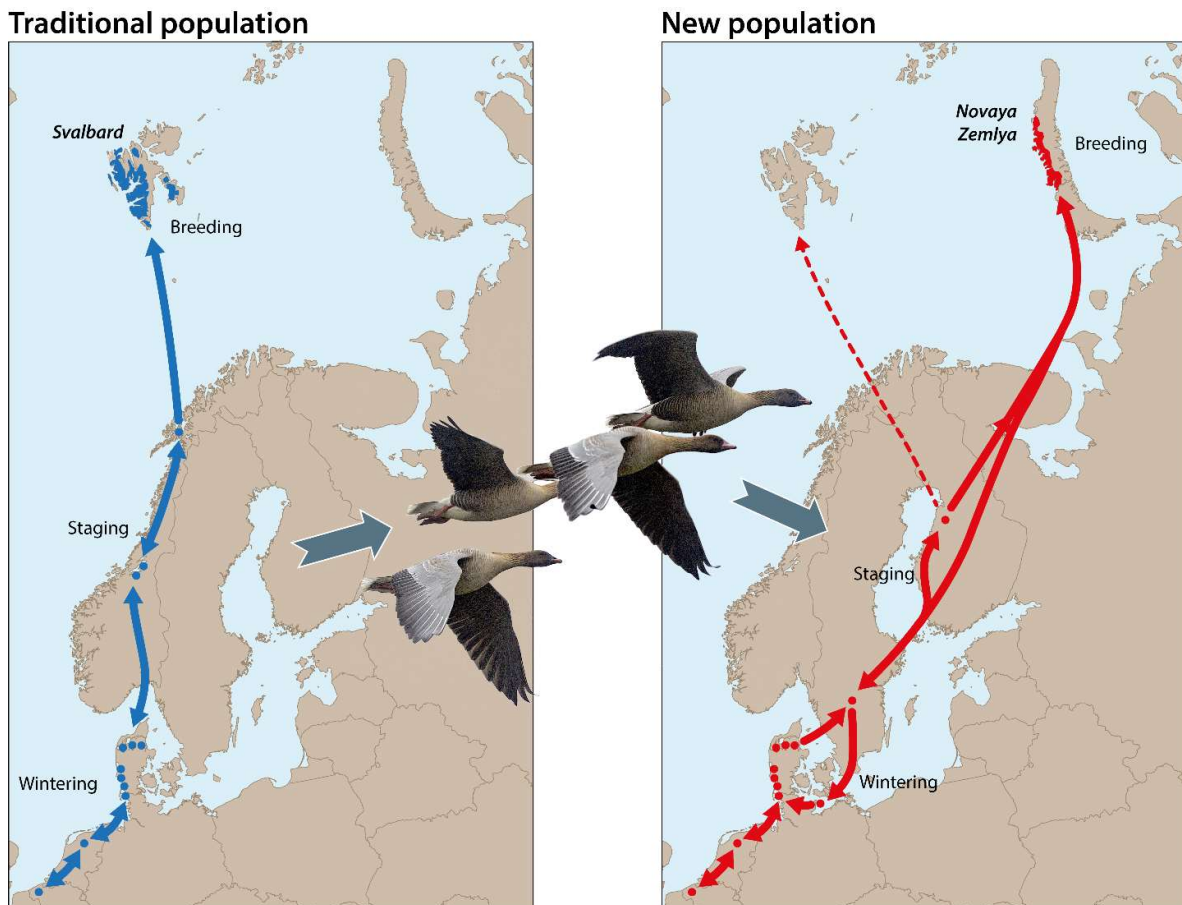 Traditional population
Svalbard
Breeding
Staging
Wintering
New population
Novaya
Zemlya
Breeding
Staging
Wintering